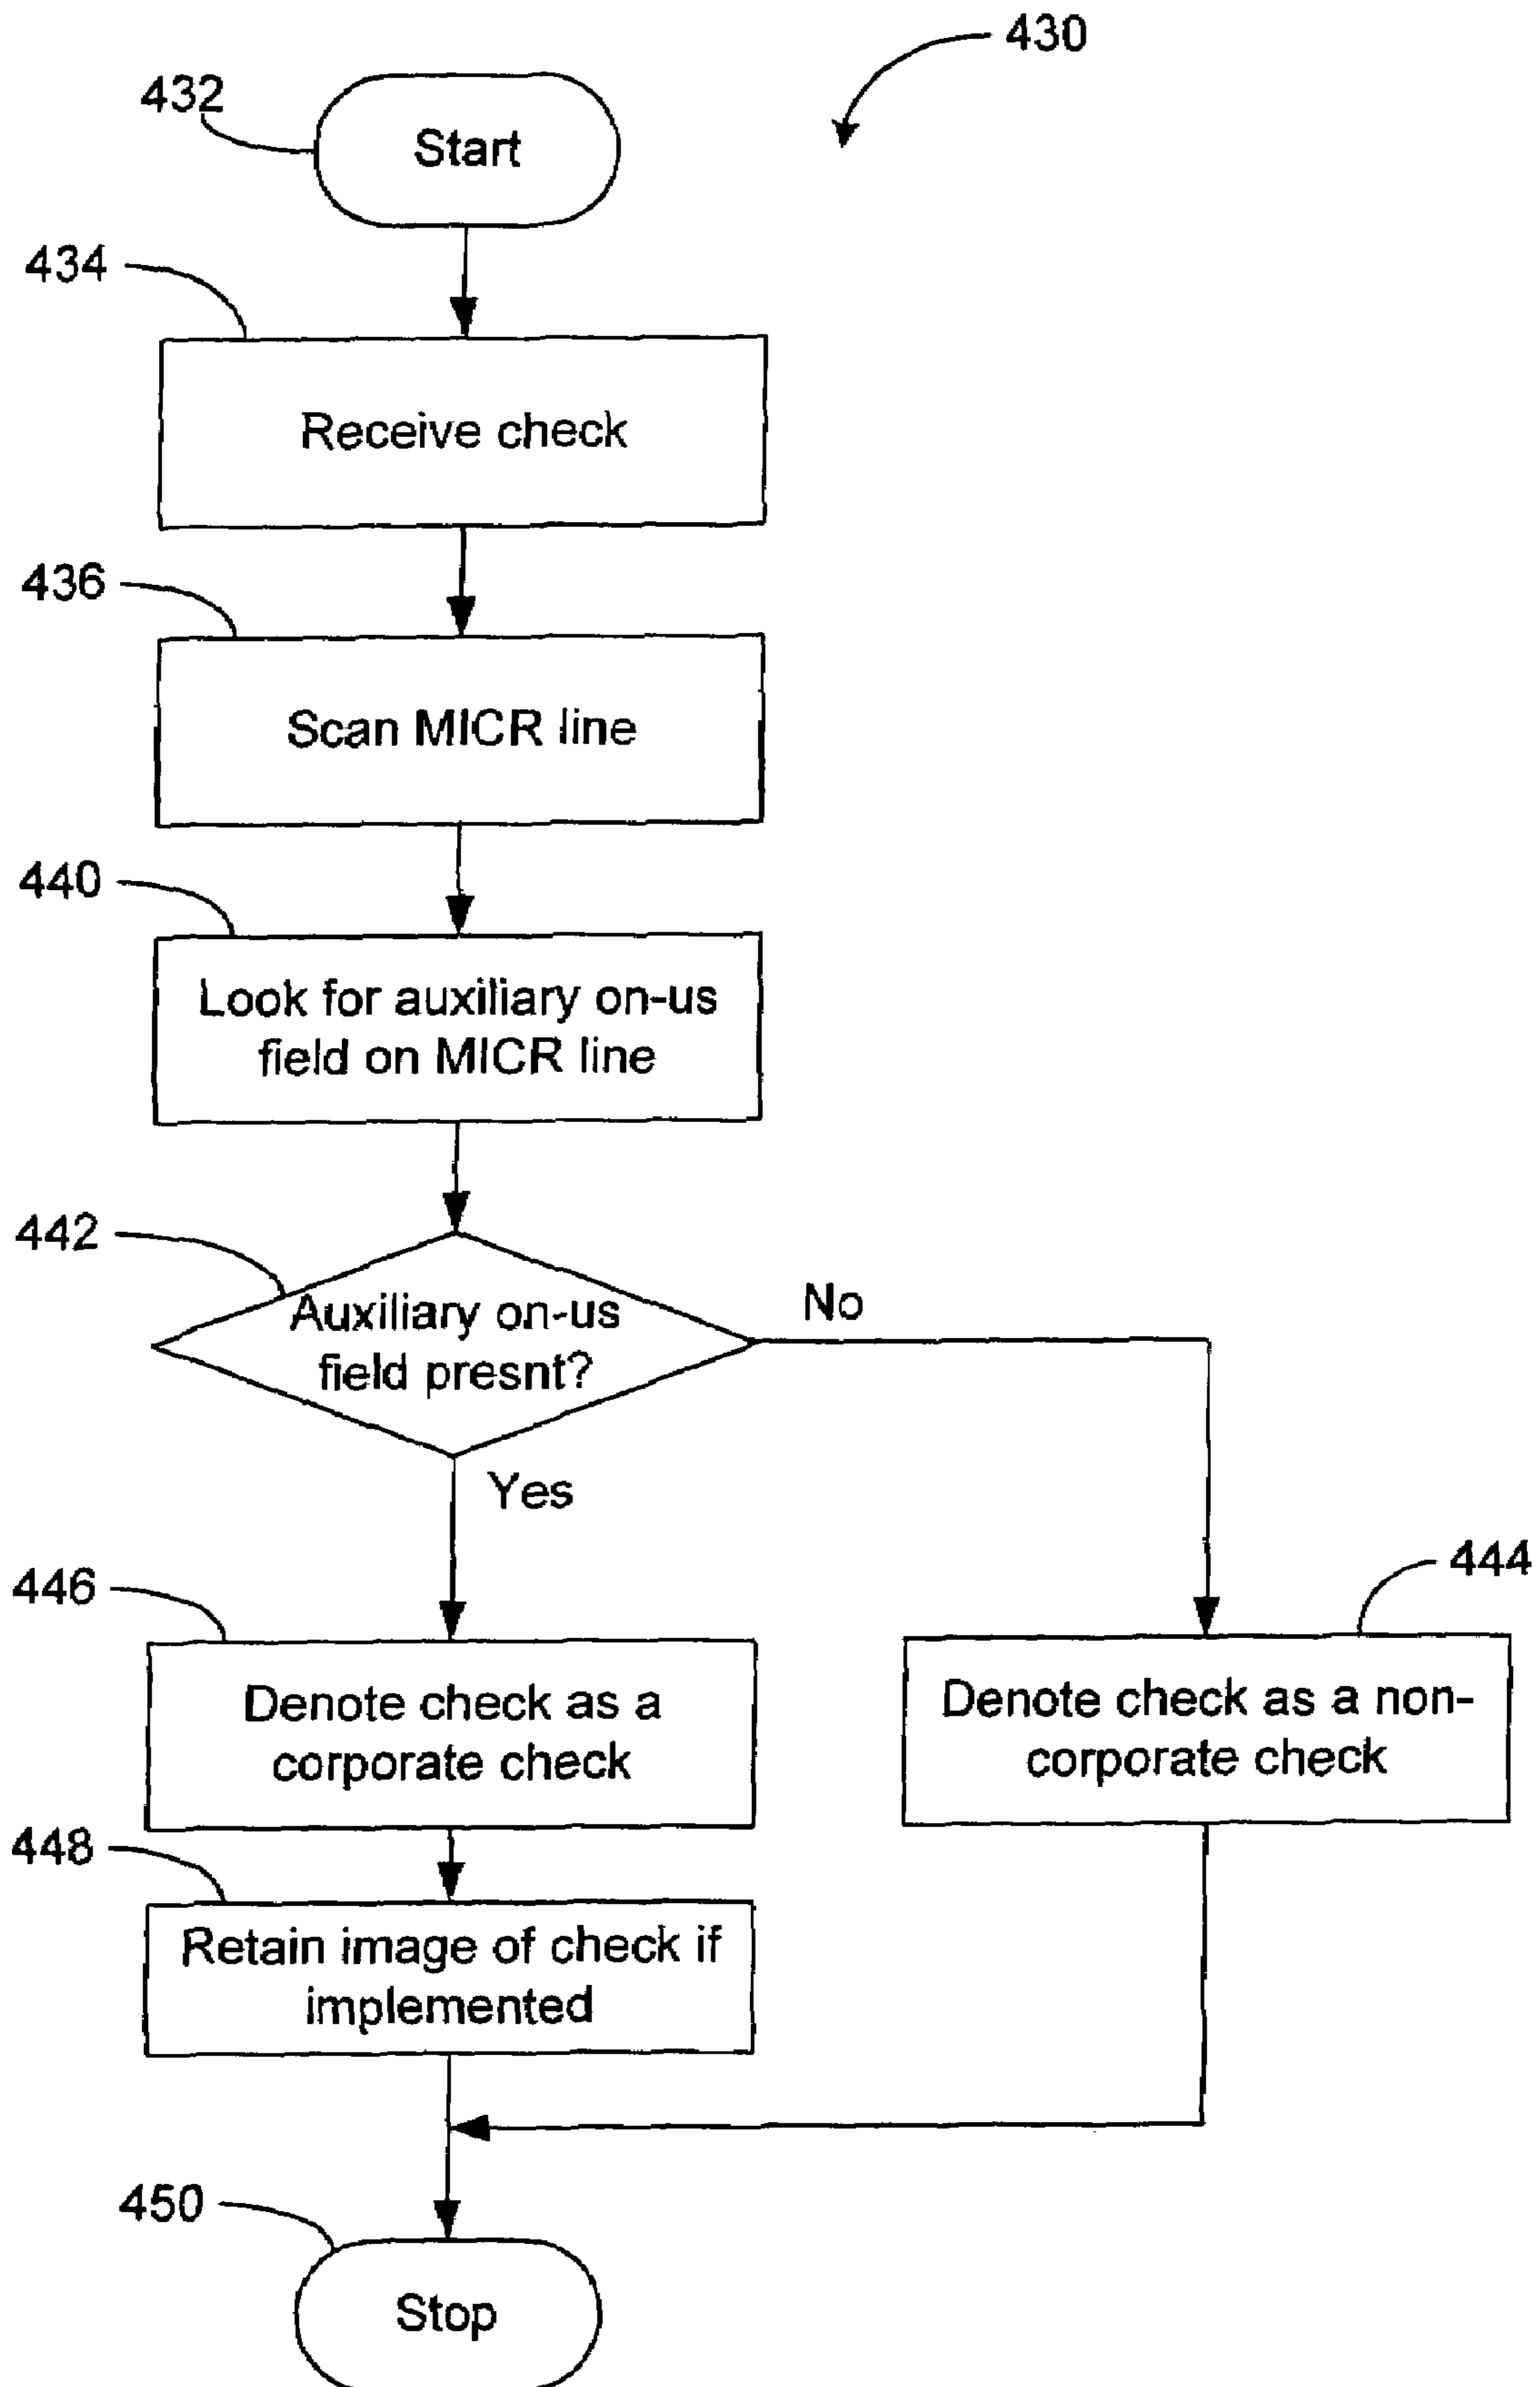 430
432
Start
434
Receive check
436
Scan MICR line
440
Look for auxiliary on-us
field on MICR line
442
Auxiliary on-us
field presnt?
No
Yes
446
Denote check as a
corporate check
444
Denote check as a non-
corporate check
448
Retain image of check if
implemented
450
Stop